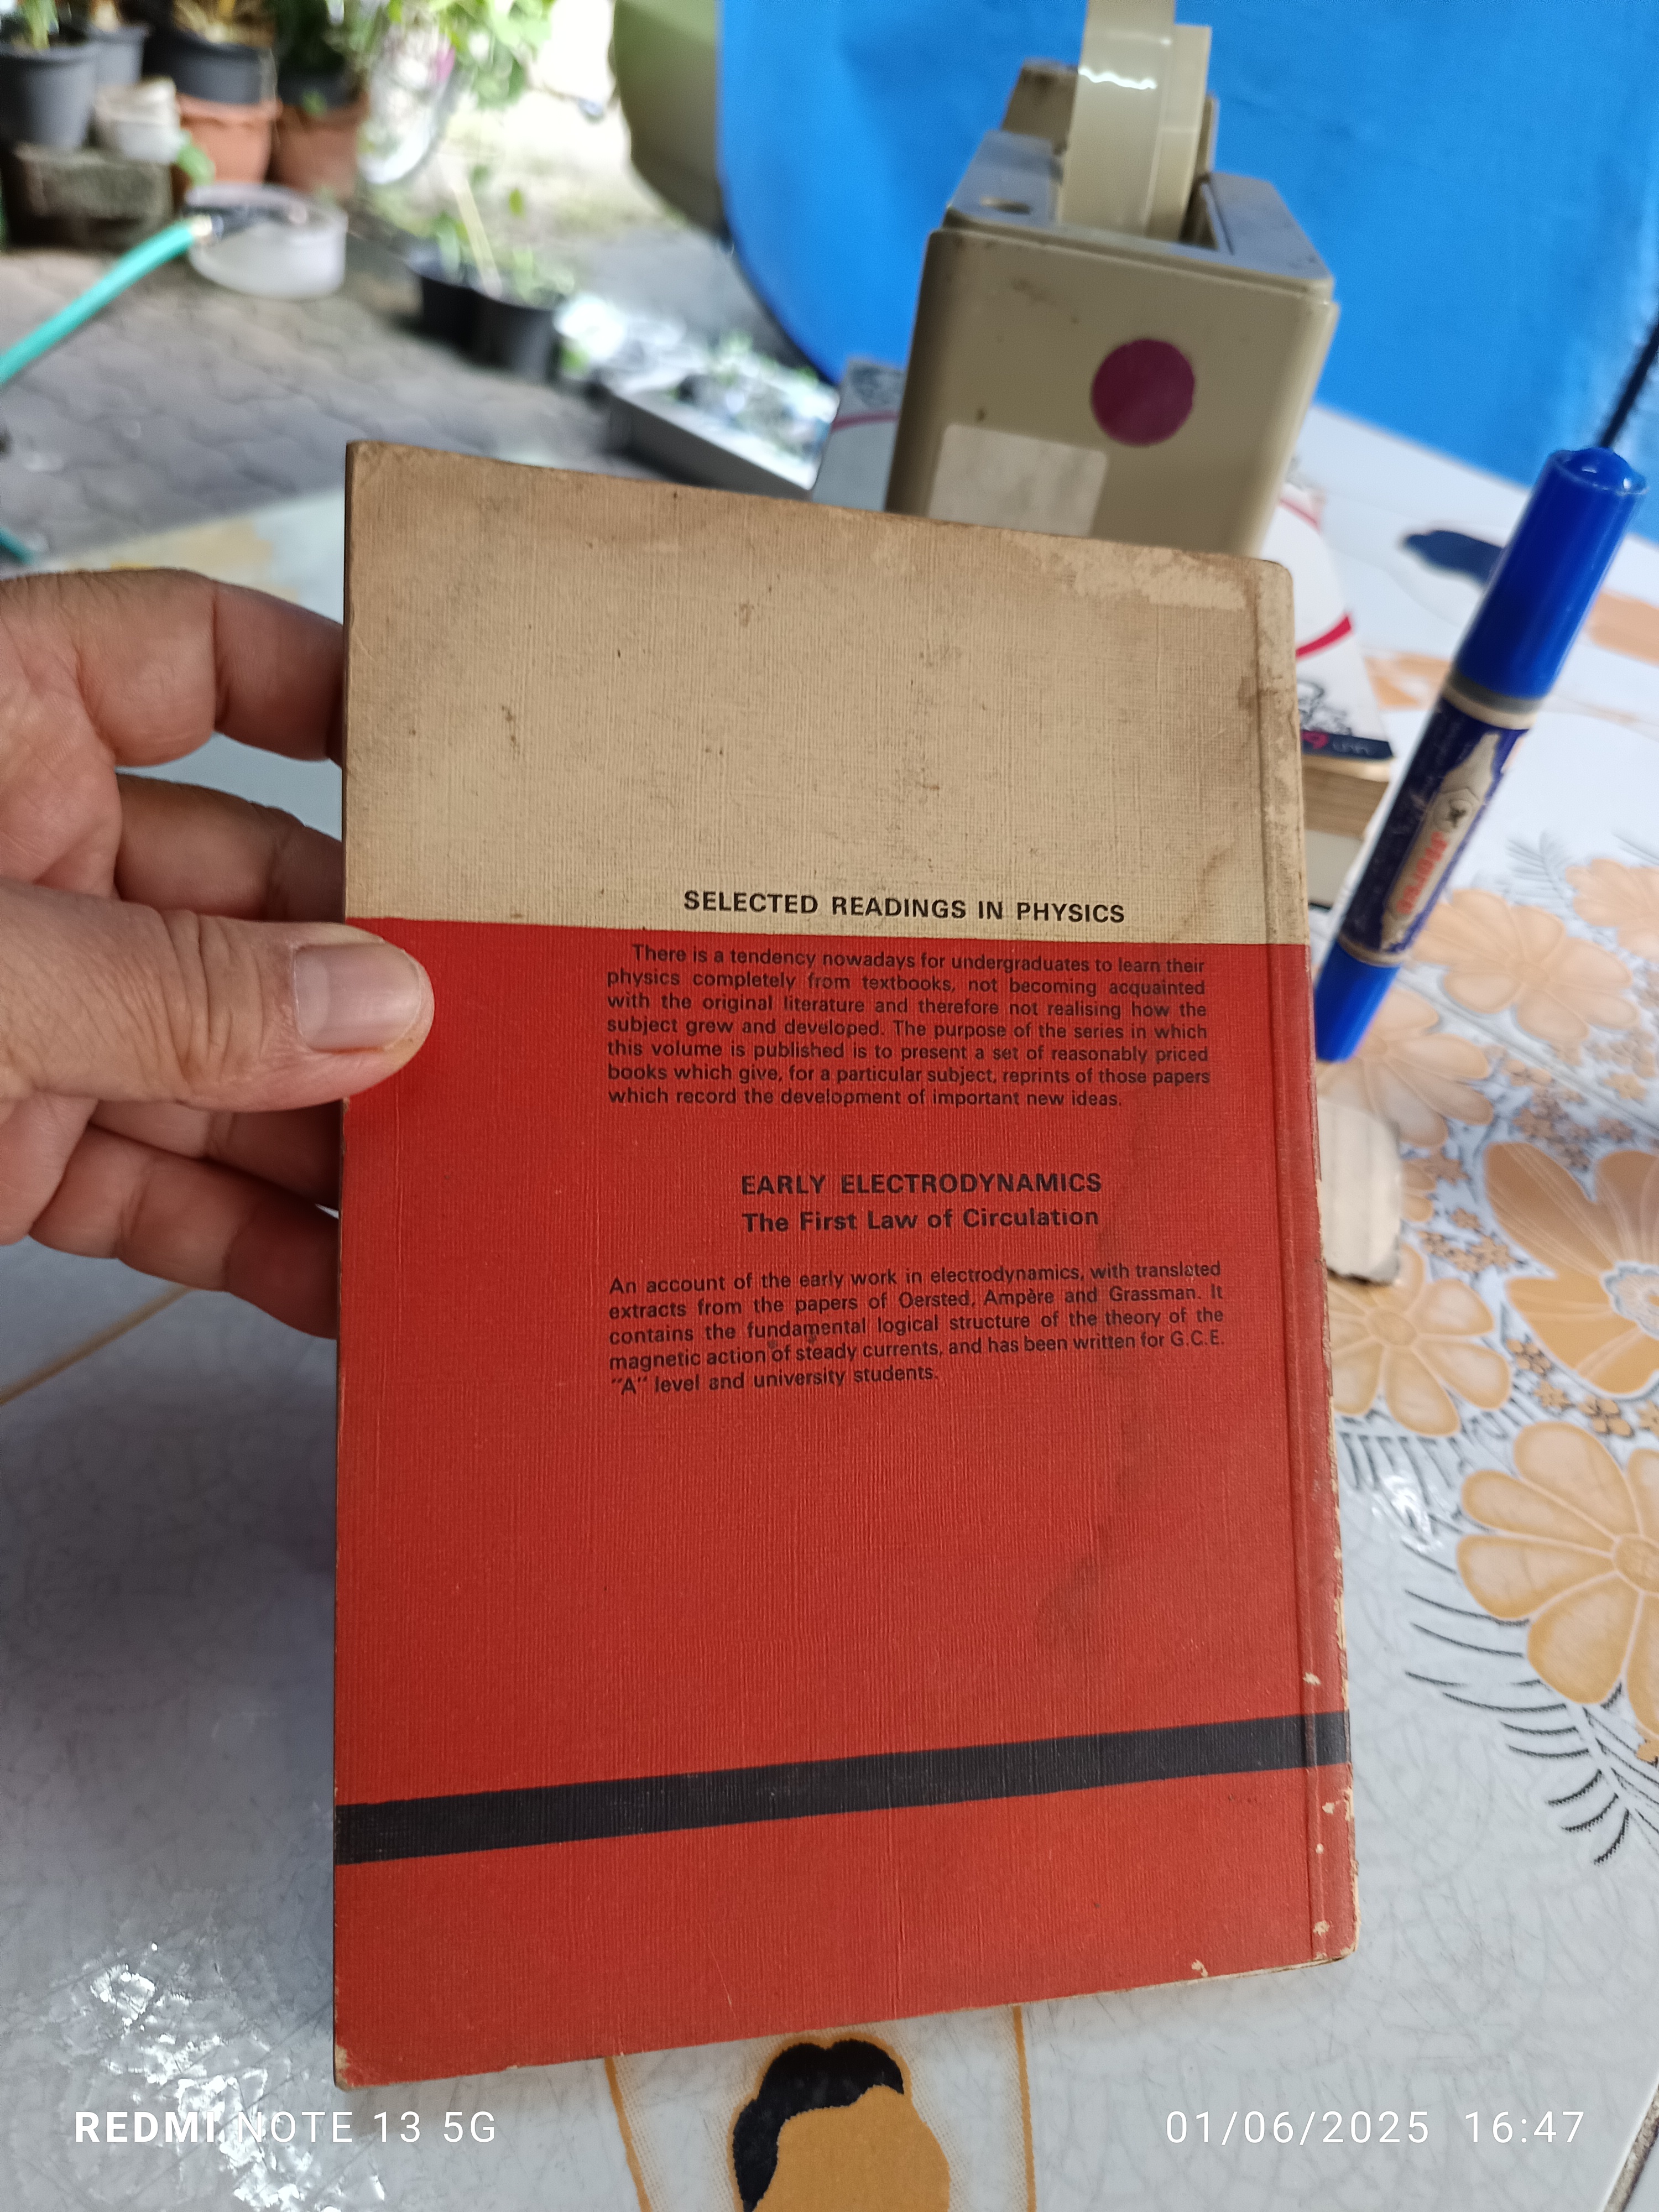 SELECTED READINGS IN PHYSICS
There is a tendency nowadays for undergraduates to learn their
physics completely from textbooks, not becoming acquainted
with the original literature and therefore not realising how the
subject grew and developed. The purpose of the series in which
this volume is published is to present a set of reasonably priced
books which give, for a particular subject, reprints of those papers
which record the development of important new ideas.
EARLY ELECTRODYNAMICS
The First Law of Circulation
An account of the early work in electrodynamics, with translated
extracts from the papers of Oersted, Ampère and Grassman. It
contains the fundamental logical structure of the theory of the
magnetic action of steady currents, and has been written for G.C.E.
"A" level and university students.
REDMI NOTE 13 5G
01/06/2025 16:47